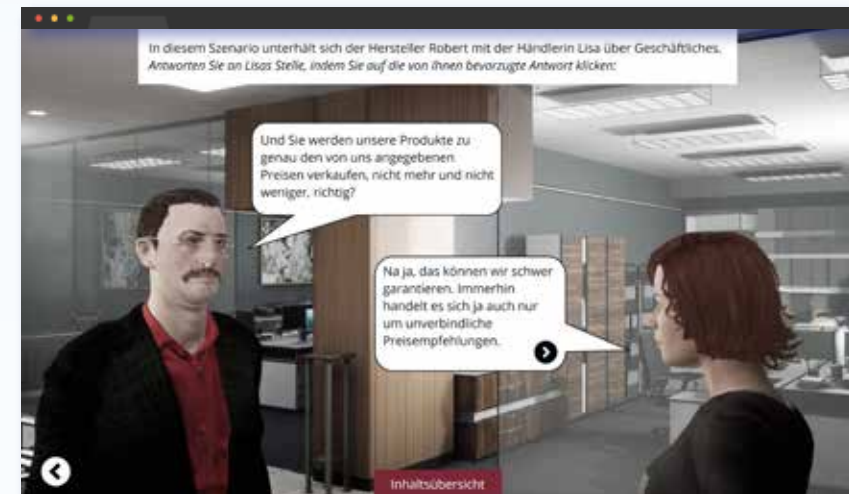 In diesem Szenario unterhält sich der Hersteller Robert mit der Händlerin Lisa über Geschäftliches.
Antworten Sie an Lisas Stelle, indem Sie auf die von Ihnen bevorzugte Antwort klicken:
Und Sie werden unsere Produkte zu
genau den von uns angegebenen
Preisen verkaufen, nicht mehr und nicht
weniger, richtig?
Na ja, das können wir schwer
garantieren. Immerhin
handelt es sich ja auch nur
um unverbindliche
Preisempfehlungen.
Inhaltsübersicht